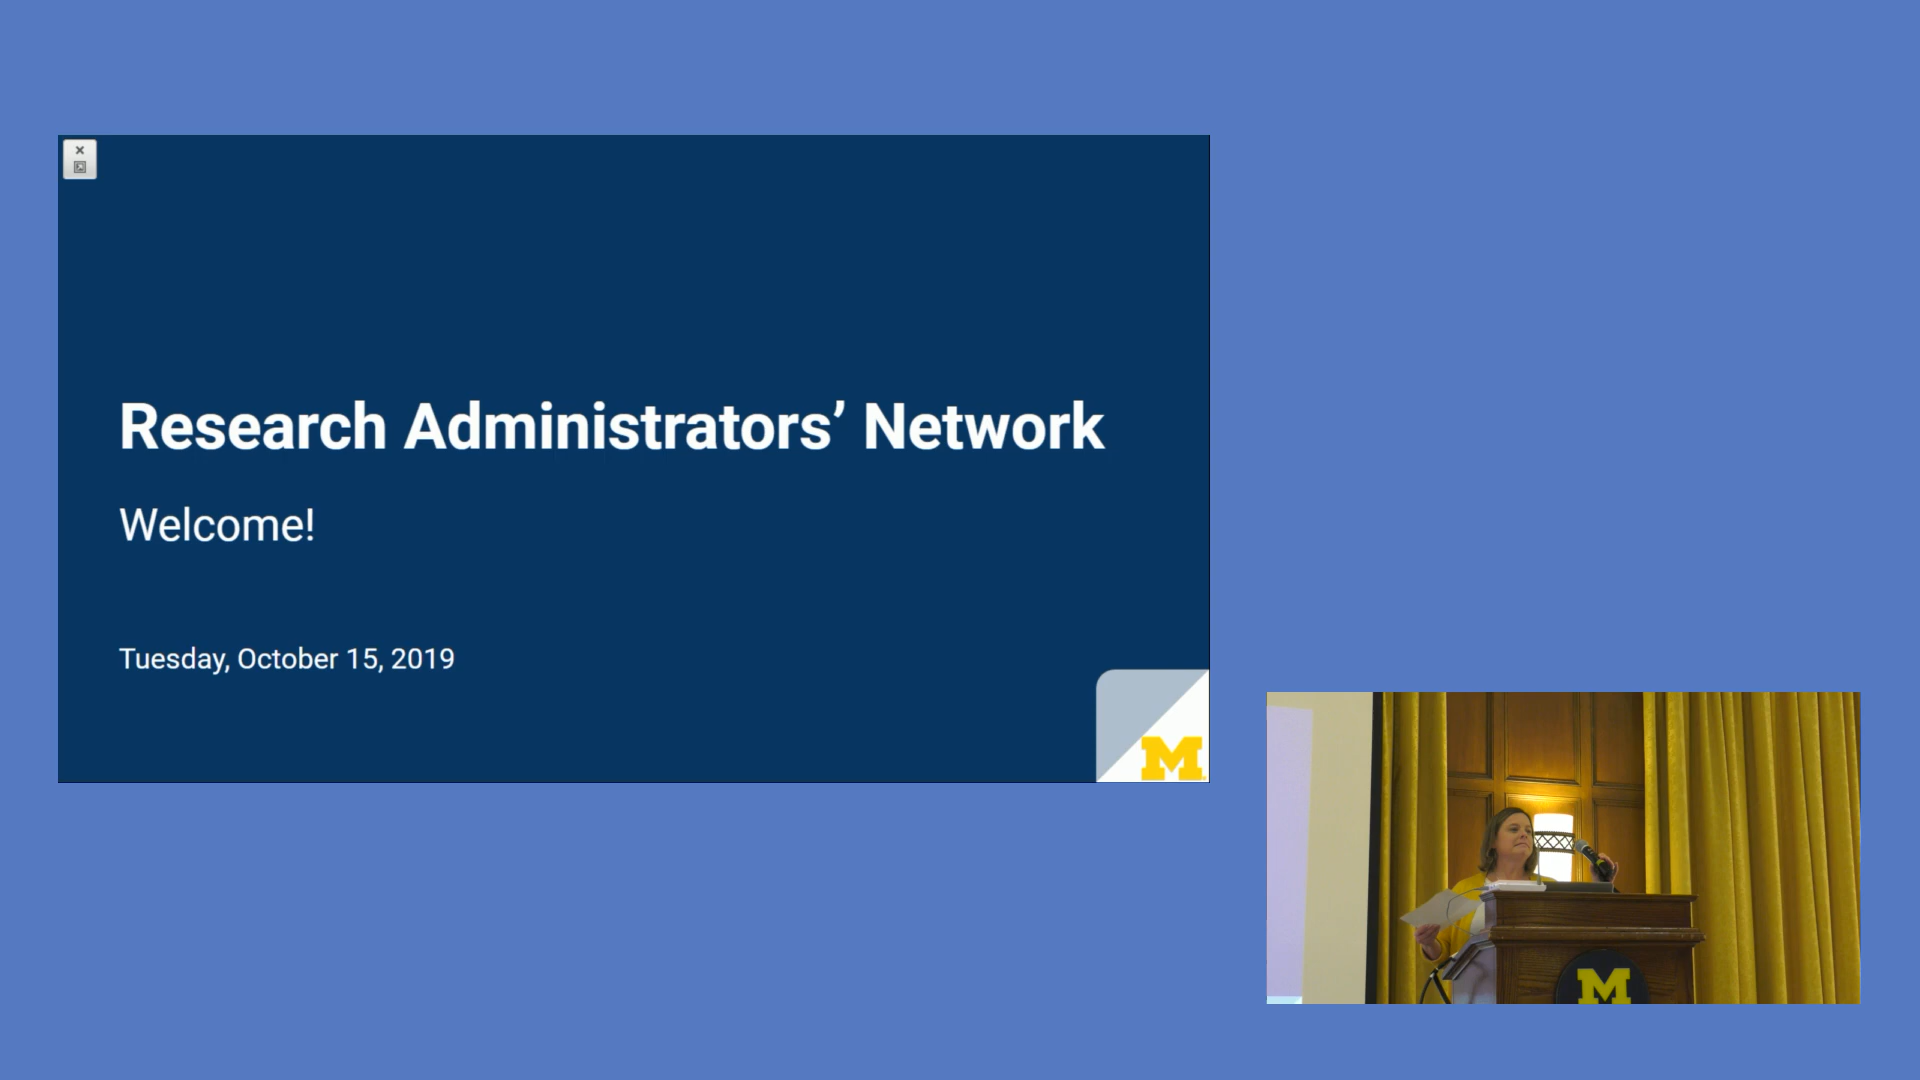 Research Administrators’ Network
Welcome!
Tuesday, October 15, 2019
M
M